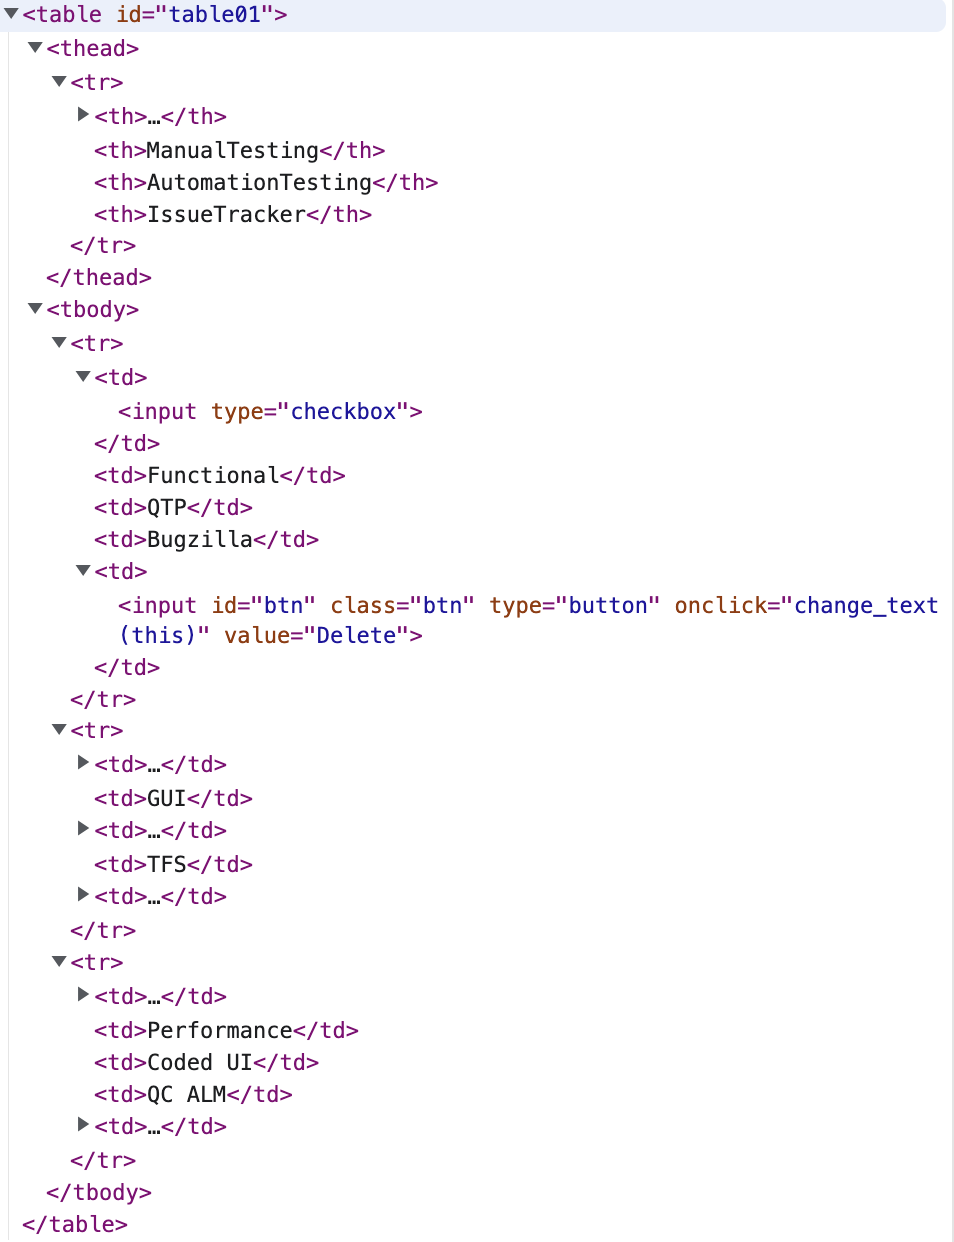 <table id="table01">
<thead>
<tr>
<th>…</th>
<th>ManualTesting</th>
<th>AutomationTesting</th>
<th>IssueTracker</th>
</tr>
</thead>
<tbody>
<tr>
<td>
<input type="checkbox">
</td>
<td>Functional</td>
<td>QTP</td>
<td>Bugzilla</td>
<td>
<input id="btn" class="btn" type="button" onclick="change_text
(this)" value="Delete">
</td>
</tr>
<tr>
<td>…</td>
<td>GUI</td>
<td>…</td>
<td>TFS</td>
<td>…</td>
</tr>
<tr>
<td>…</td>
<td>Performance</td>
<td>Coded UI</td>
<td>QC ALM</td>
<td>…</td>
</tr>
</tbody>
</table>